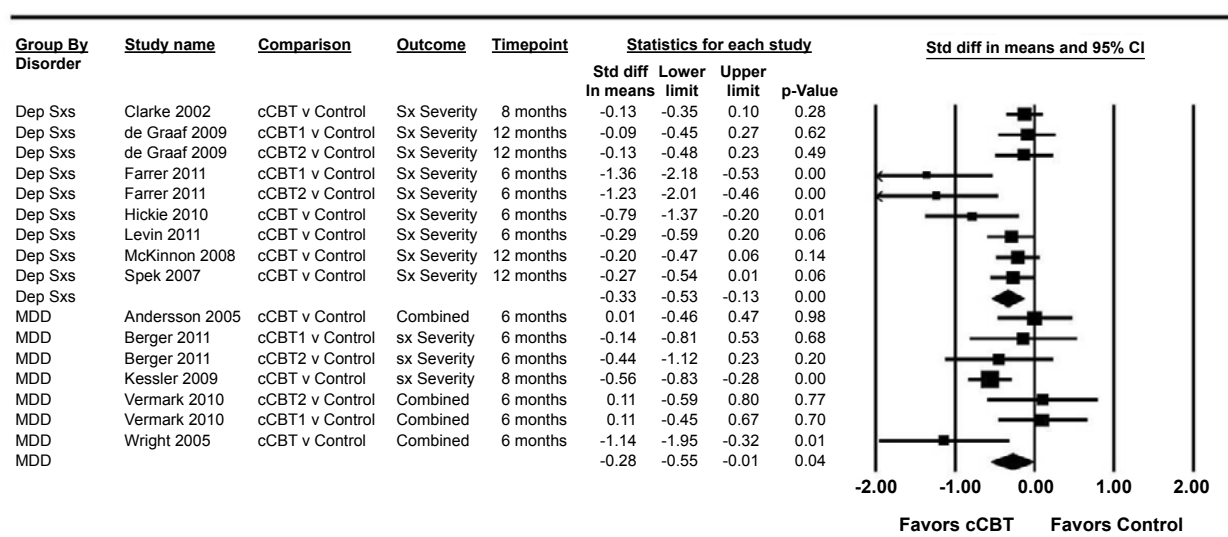 Group By Disorder Study name Comparison Outcome Timepoint Statistics for each study Std diff in means and 95% CI
Std diff In means Lower limit Upper limit p-Value
Dep Sxs Clarke 2002 cCBT v Control Sx Severity 8 months -0.13 -0.35 0.10 0.28
Dep Sxs de Graaf 2009 cCBT1 v Control Sx Severity 12 months -0.09 -0.45 0.27 0.62
Dep Sxs de Graaf 2009 cCBT2 v Control Sx Severity 12 months -0.13 -0.48 0.23 0.49
Dep Sxs Farrer 2011 cCBT1 v Control Sx Severity 6 months -1.36 -2.18 -0.53 0.00
Dep Sxs Farrer 2011 cCBT2 v Control Sx Severity 6 months -1.23 -2.01 -0.46 0.00
Dep Sxs Hickie 2010 cCBT v Control Sx Severity 6 months -0.79 -1.37 -0.20 0.01
Dep Sxs Levin 2011 cCBT v Control Sx Severity 6 months -0.29 -0.59 0.20 0.06
Dep Sxs McKinnon 2008 cCBT v Control Sx Severity 12 months -0.20 -0.47 0.06 0.14
Dep Sxs Spek 2007 cCBT v Control Sx Severity 12 months -0.27 -0.54 0.01 0.06
Dep Sxs -0.33 -0.53 -0.13 0.00
MDD Andersson 2005 cCBT v Control Combined 6 months 0.01 -0.46 0.47 0.98
MDD Berger 2011 cCBT1 v Control sx Severity 6 months -0.14 -0.81 0.53 0.68
MDD Berger 2011 cCBT2 v Control sx Severity 6 months -0.44 -1.12 0.23 0.20
MDD Kessler 2009 cCBT v Control sx Severity 8 months -0.56 -0.83 -0.28 0.00
MDD Vermark 2010 cCBT2 v Control Combined 6 months 0.11 -0.59 0.80 0.77
MDD Vermark 2010 cCBT1 v Control Combined 6 months 0.11 -0.45 0.67 0.70
MDD Wright 2005 cCBT v Control Combined 6 months -1.14 -1.95 -0.32 0.01
MDD -0.28 -0.55 -0.01 0.04
-2.00 -1.00 0.00 1.00 2.00
Favors cCBT Favors Control